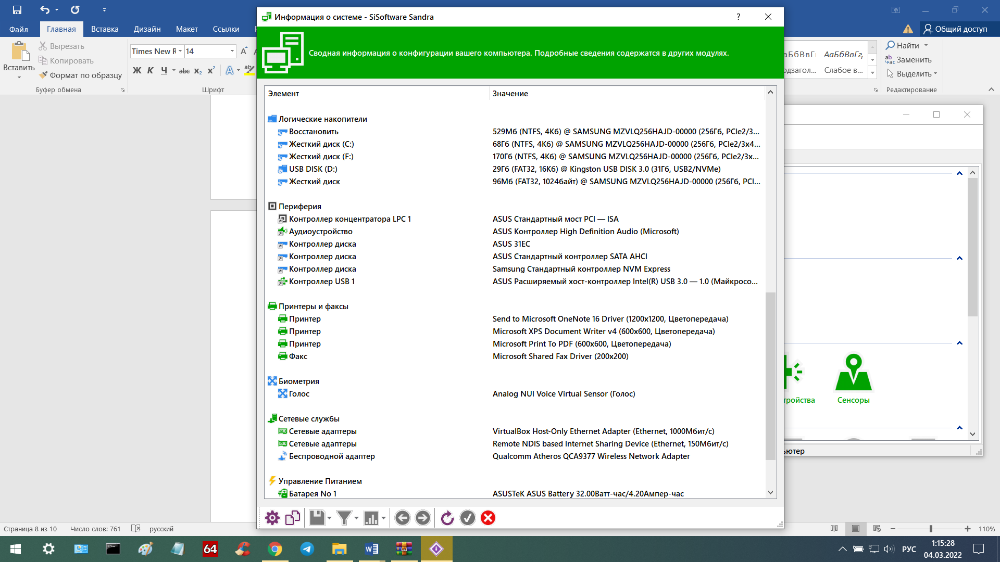 Информация о системе - SiSoftware Sandra
?
Файл
Главная
Вставка
Дизайн
Макет
Ссылки
Общий доступ
Вставить
Вырезать
Копировать
Формат по образцу
Буфер обмена
Times New R
14
Ж К Ч abc x₂ x² A ab
Шрифт
АаБбВвГг,
Слабое в...
Найти
Заменить
Выделить
Редактирование
Сводная информация о конфигурации вашего компьютера. Подробные сведения содержатся в других модулях.
Элемент Значение
Логические накопители
Восстановить 529Мб (NTFS, 4Кб) @ SAMSUNG MZVLQ256HAJD-00000 (256Гб, PCIe2/3...
Жесткий диск (C:) 68Гб (NTFS, 4Кб) @ SAMSUNG MZVLQ256HAJD-00000 (256Гб, PCIe2/3x4...
Жесткий диск (F:) 170Гб (NTFS, 4Кб) @ SAMSUNG MZVLQ256HAJD-00000 (256Гб, PCIe2/3x...
USB DISK (D:) 29Гб (FAT32, 16Кб) @ Kingston USB DISK 3.0 (31Гб, USB2/NVMe)
Жесткий диск 96Мб (FAT32, 1024байт) @ SAMSUNG MZVLQ256HAJD-00000 (256Гб, PCI...
Периферия
Контроллер концентратора LPC 1 ASUS Стандартный мост PCI — ISA
Аудиоустройство ASUS Контроллер High Definition Audio (Microsoft)
Контроллер диска ASUS 31EC
Контроллер диска ASUS Стандартный контроллер SATA AHCI
Контроллер диска Samsung Стандартный контроллер NVM Express
Контроллер USB 1 ASUS Расширяемый хост-контроллер Intel(R) USB 3.0 — 1.0 (Майкросо...
Принтеры и факсы
Принтер Send to Microsoft OneNote 16 Driver (1200x1200, Цветопередача)
Принтер Microsoft XPS Document Writer v4 (600x600, Цветопередача)
Принтер Microsoft Print To PDF (600x600, Цветопередача)
Факс Microsoft Shared Fax Driver (200x200)
Биометрия
Голос Analog NUI Voice Virtual Sensor (Голос)
Сетевые службы
Сетевые адаптеры VirtualBox Host-Only Ethernet Adapter (Ethernet, 1000Мбит/с)
Сетевые адаптеры Remote NDIS based Internet Sharing Device (Ethernet, 150Мбит/с)
Беспроводной адаптер Qualcomm Atheros QCA9377 Wireless Network Adapter
Управление Питанием
Батарея No 1 ASUSTeK ASUS Battery 32.00Ватт-час/4.20Ампер-час
ройства
Сенсоры
ьютер
Страница 8 из 10 Число слов: 761 русский
110%
64
РУС
1:15:28
04.03.2022